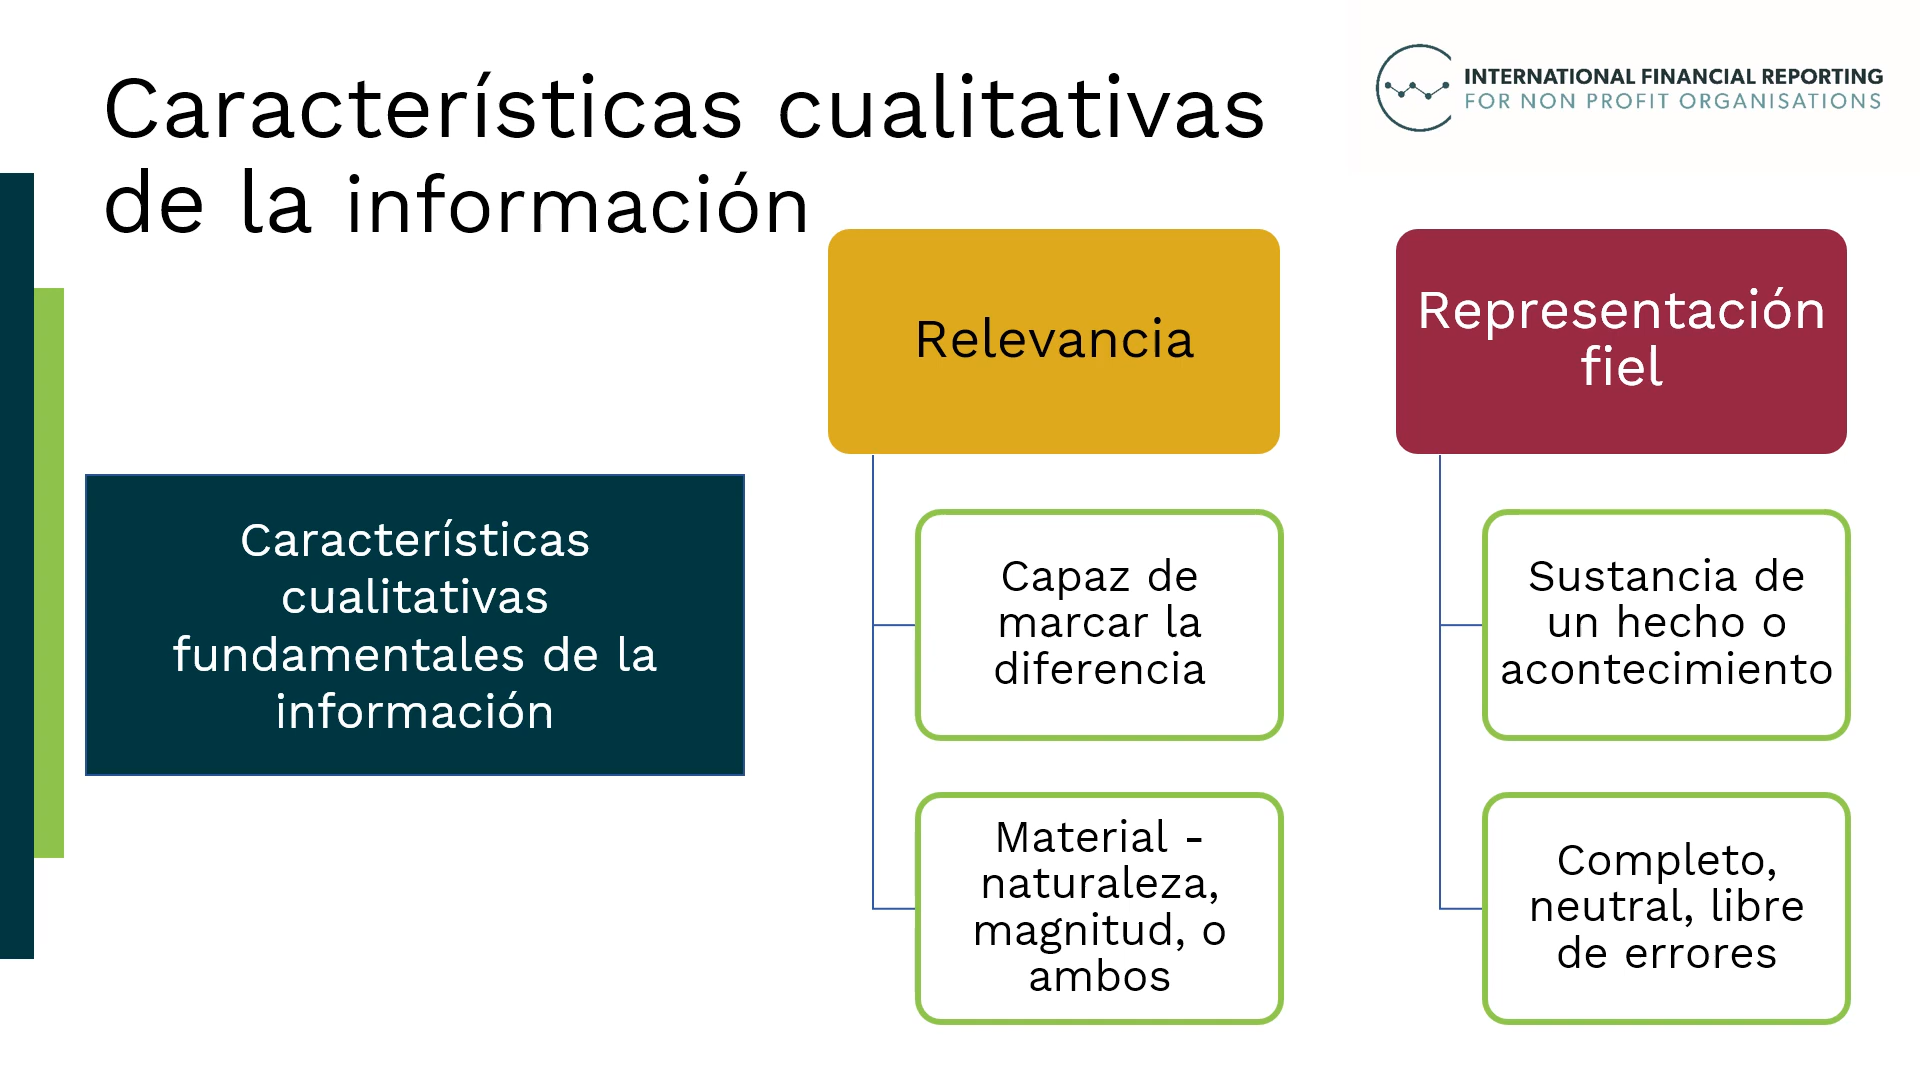 Características cualitativas
de la información
INTERNATIONAL FINANCIAL REPORTING
FOR NON PROFIT ORGANISATIONS
Características
cualitativas
fundamentales de la
información
Relevancia
Capaz de
marcar la
diferencia
Material -
naturaleza,
magnitud, o
ambos
Representación
fiel
Sustancia de
un hecho o
acontecimiento
Completo,
neutral, libre
de errores